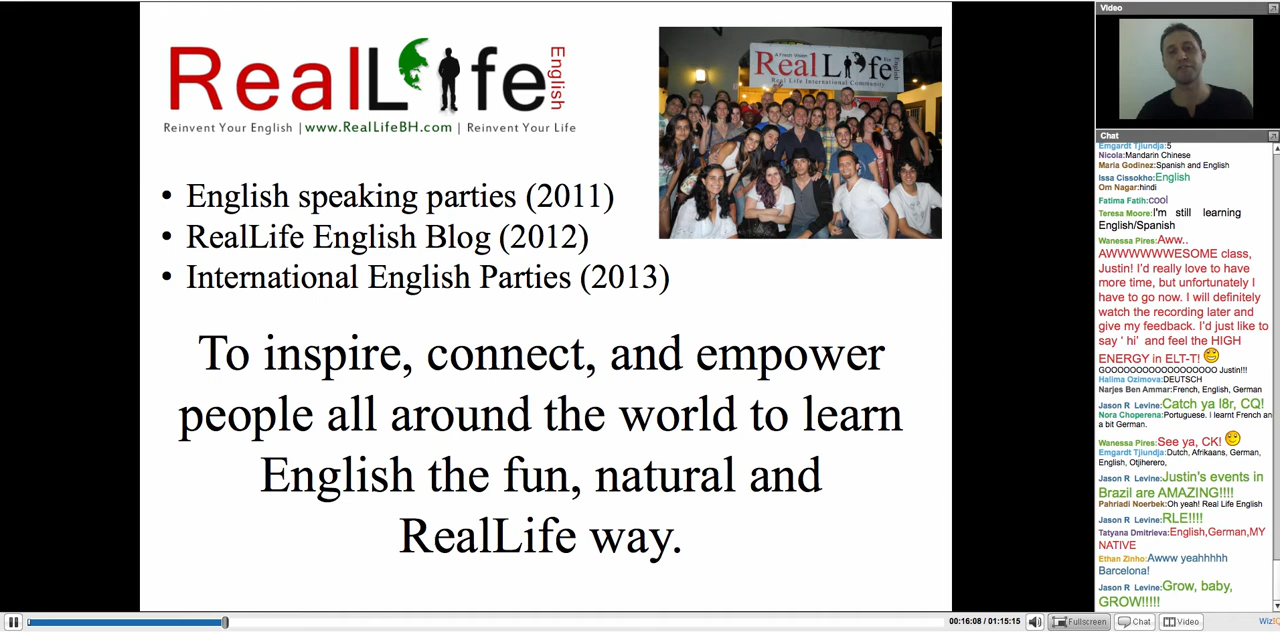 RealLife English
Reinvent Your English | www.RealLifeBH.com | Reinvent Your Life
Real Life English
Real Life International Community
• English speaking parties (2011)
• RealLife English Blog (2012)
• International English Parties (2013)
To inspire, connect, and empower
people all around the world to learn
English the fun, natural and
RealLife way.
Video
Chat
Emgardt Tjiundja:5
Nicola:Mandarin Chinese
Maria Godinez:Spanish and English
Issa Cissokho:English
Om Nagar:hindi
Fatima Fatih:cool
Teresa Moore:I'm still learning
English/Spanish
Wanessa Pires:Aww..
AWWWWWWESOME class,
Justin! I'd really love to have
more time, but unfortunately I
have to go now. I will definitely
watch the recording later and
give my feedback. I'd just like to
say ' hi' and feel the HIGH
ENERGY in ELT-T!
GOOOOOOOOOOOOOOOOOO Justin!!!
Halima Ozimova:DEUTSCH
Narjes Ben Ammar:French, English, German
Jason R Levine:Catch ya l8r, CQ!
Nora Choperena:Portuguese. i learnt French an
a bit German.
Wanessa Pires:See ya, CK!
Emgardt Tjiundja:Dutch, Afrikaans, German,
English, Otjiherero,
Jason R Levine:Justin's events in
Brazil are AMAZING!!!!
Pahriadi Noerbek:Oh yeah! Real Life English
Jason R Levine:RLE!!!!
Tatyana Dmitrieva:English,German,MY
NATIVE
Ethan Zinho:Awww yeahhhhh
Barcelona!
Jason R Levine:Grow, baby,
GROW!!!!!
00:16:08 / 01:15:15
Fullscreen
Chat
Video
WizIQ